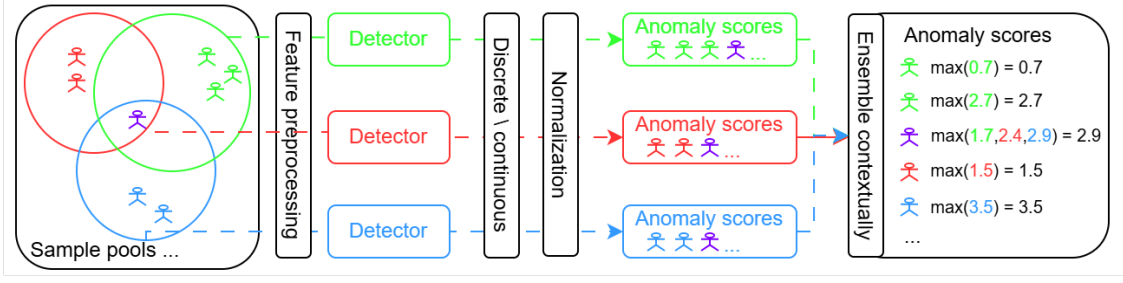 Sample pools ...
Feature preprocessing
Detector
Detector
Detector
Discrete \ continuous
Normalization
Anomaly scores
...
Anomaly scores
...
Anomaly scores
...
Ensemble contextually
Anomaly scores
max(0.7) = 0.7
max(2.7) = 2.7
max(1.7,2.4,2.9) = 2.9
max(1.5) = 1.5
max(3.5) = 3.5
...